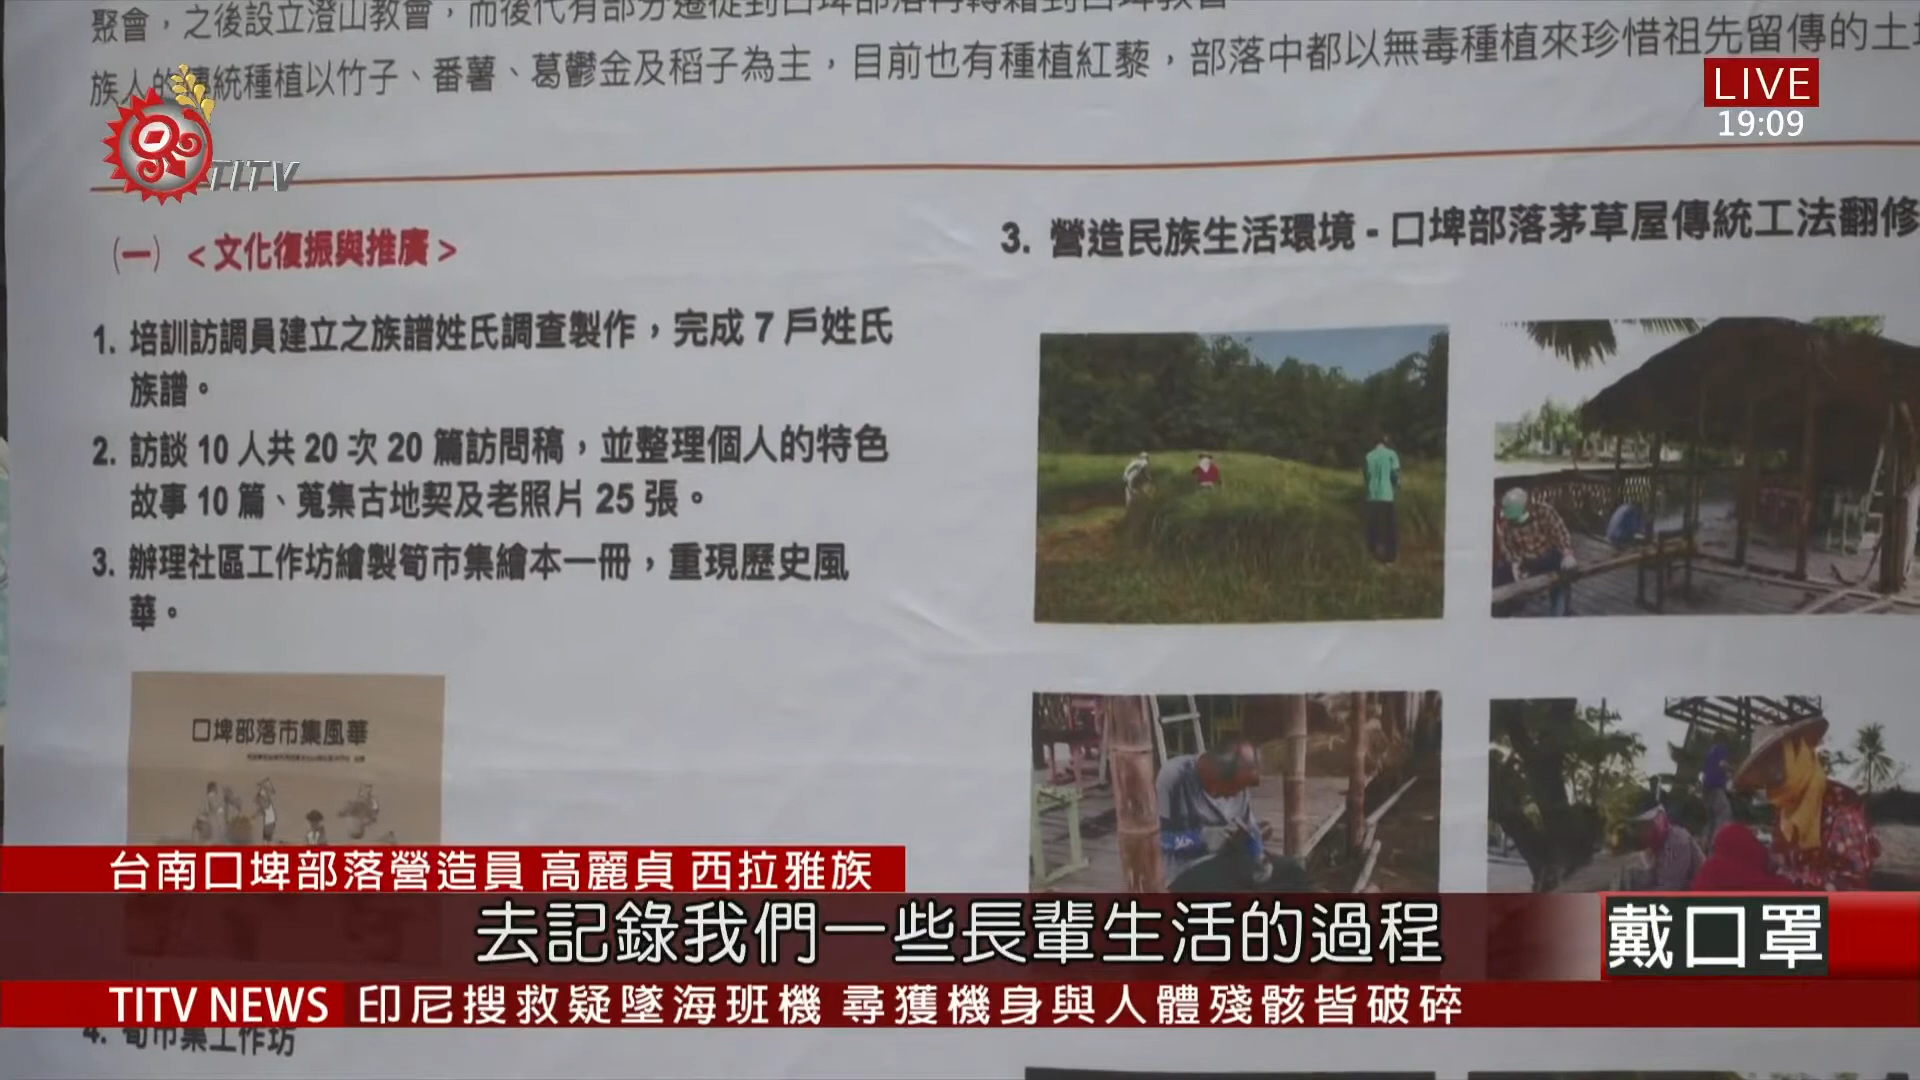 聚會，之後設立澄山教會，而後代有部分遷徙到口埤部落再轉籍到口埤教會
族人的傳統種植以竹子、番薯、葛鬱金及稻子為主，目前也有種植紅藜，部落中都以無毒種植來珍惜祖先留傳的土
LIVE
19:09
TITV
(一) <文化復振與推廣>
1. 培訓訪調員建立之族譜姓氏調查製作，完成 7 戶姓氏
族譜。
2. 訪談 10 人共 20 次 20 篇訪問稿，並整理個人的特色
故事 10 篇、蒐集古地契及老照片 25 張。
3. 辦理社區工作坊繪製筍市集繪本一冊，重現歷史風
華。
3. 營造民族生活環境 - 口埤部落茅草屋傳統工法翻修
口埤部落市集風華
台南口埤部落營造員 高麗貞 西拉雅族
去記錄我們一些長輩生活的過程
戴口罩
TITV NEWS 印尼搜救疑墜海班機 尋獲機身與人體殘骸皆破碎
4. 筍市集工作坊